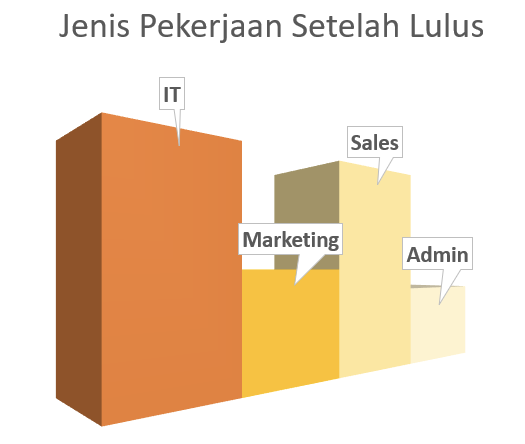 Jenis Pekerjaan Setelah Lulus
IT
Sales
Marketing
Admin